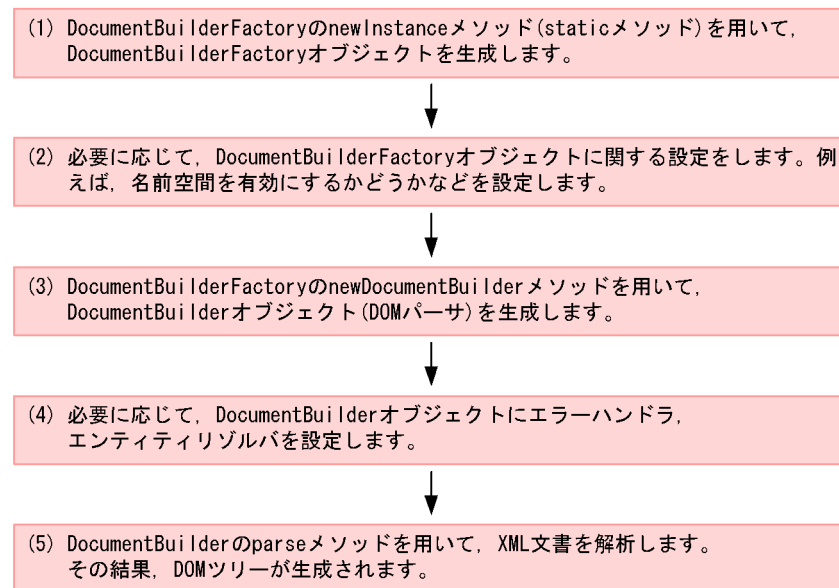 (1) DocumentBuilderFactoryのnewInstanceメソッド(staticメソッド)を用いて,
DocumentBuilderFactoryオブジェクトを生成します。
(2) 必要に応じて, DocumentBuilderFactoryオブジェクトに関する設定をします。例
えば, 名前空間を有効にするかどうかなどを設定します。
(3) DocumentBuilderFactoryのnewDocumentBuilderメソッドを用いて,
DocumentBuilderオブジェクト(DOMパーサ)を生成します。
(4) 必要に応じて, DocumentBuilderオブジェクトにエラーハンドラ,
エンティティリゾルバを設定します。
(5) DocumentBuilderのparseメソッドを用いて, XML文書を解析します。
その結果, DOMツリーが生成されます。